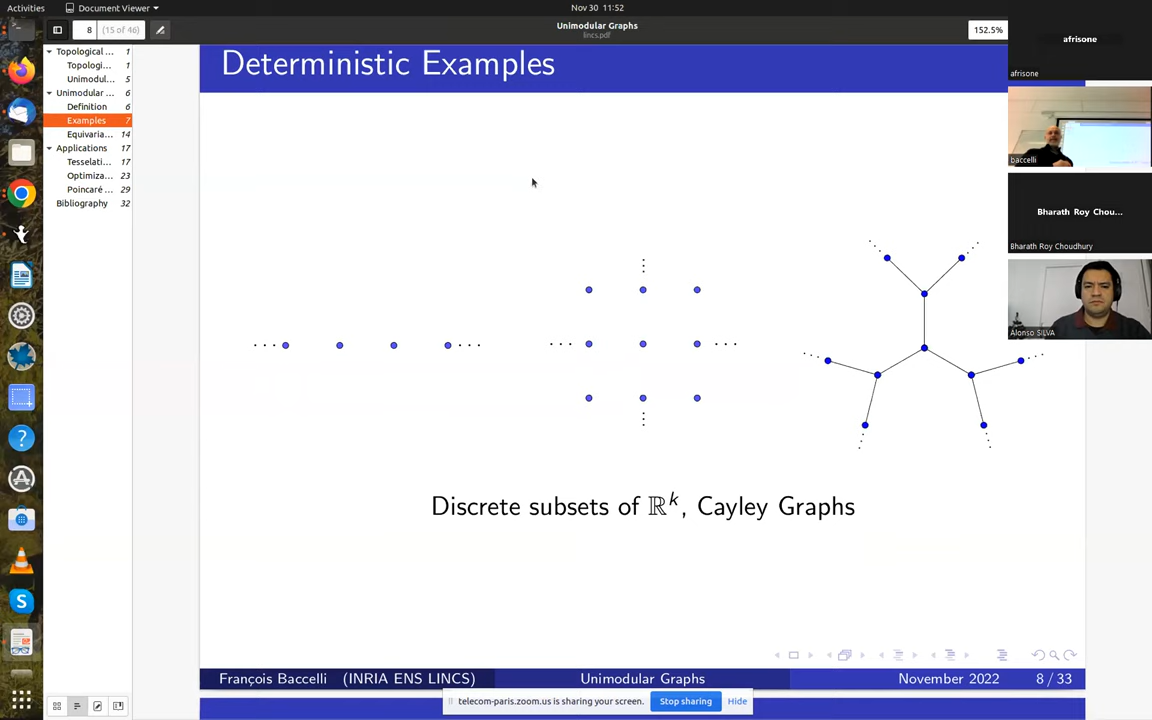 Activities
Document Viewer
Nov 30 11:52
8
(15 of 46)
Unimodular Graphs
lincs.pdf
152.5%
Topological ... 1
Topologi... 1
Unimodul... 5
Unimodular ... 6
Definition 6
Examples 7
Equivaria... 14
Applications 17
Tesselati... 17
Optimiza... 23
Poincaré ... 29
Bibliography 32
Deterministic Examples
Discrete subsets of ℝᵏ, Cayley Graphs
François Baccelli (INRIA ENS LINCS)
Unimodular Graphs
November 2022
8 / 33
telecom-paris.zoom.us is sharing your screen.
Stop sharing
Hide
afrisone
afrisone
baccelli
Bharath Roy Chou...
Bharath Roy Choudhury
Alonso SILVA